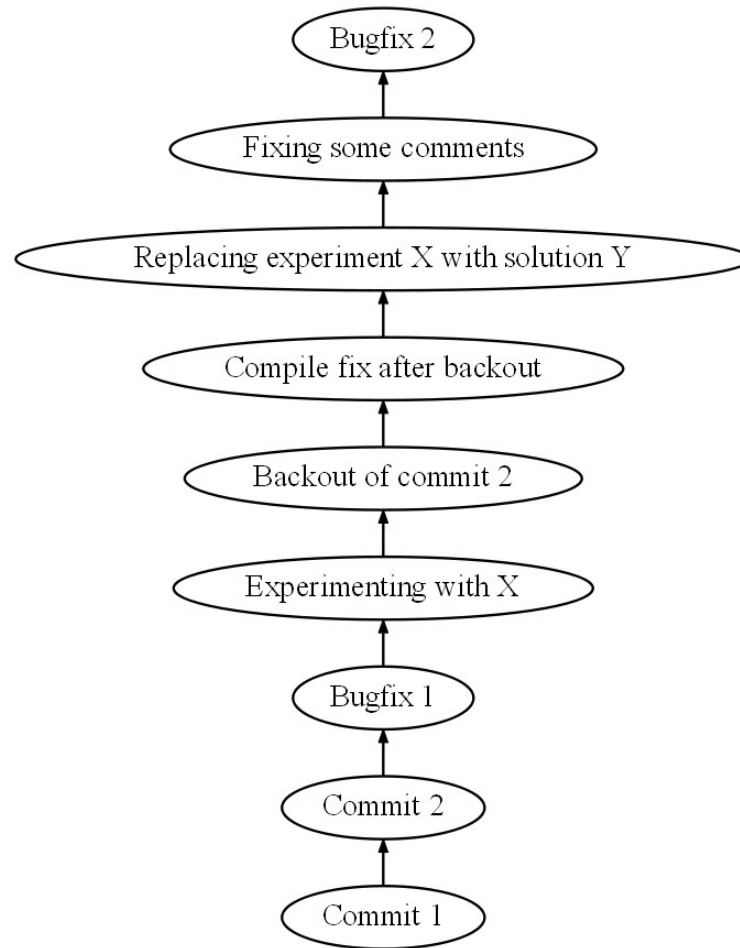 Bugfix 2
Fixing some comments
Replacing experiment X with solution Y
Compile fix after backout
Backout of commit 2
Experimenting with X
Bugfix 1
Commit 2
Commit 1